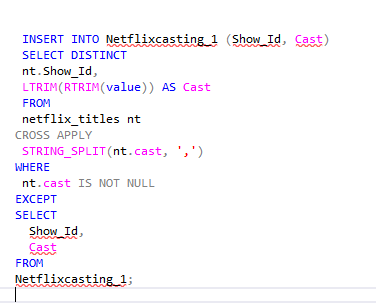 INSERT INTO Netflixcasting_1 (Show_Id, Cast)
SELECT DISTINCT
nt.Show_Id,
LTRIM(RTRIM(value)) AS Cast
FROM
netflix_titles nt
CROSS APPLY
STRING_SPLIT(nt.cast, ',')
WHERE
nt.cast IS NOT NULL
EXCEPT
SELECT
Show_Id,
Cast
FROM
Netflixcasting_1;